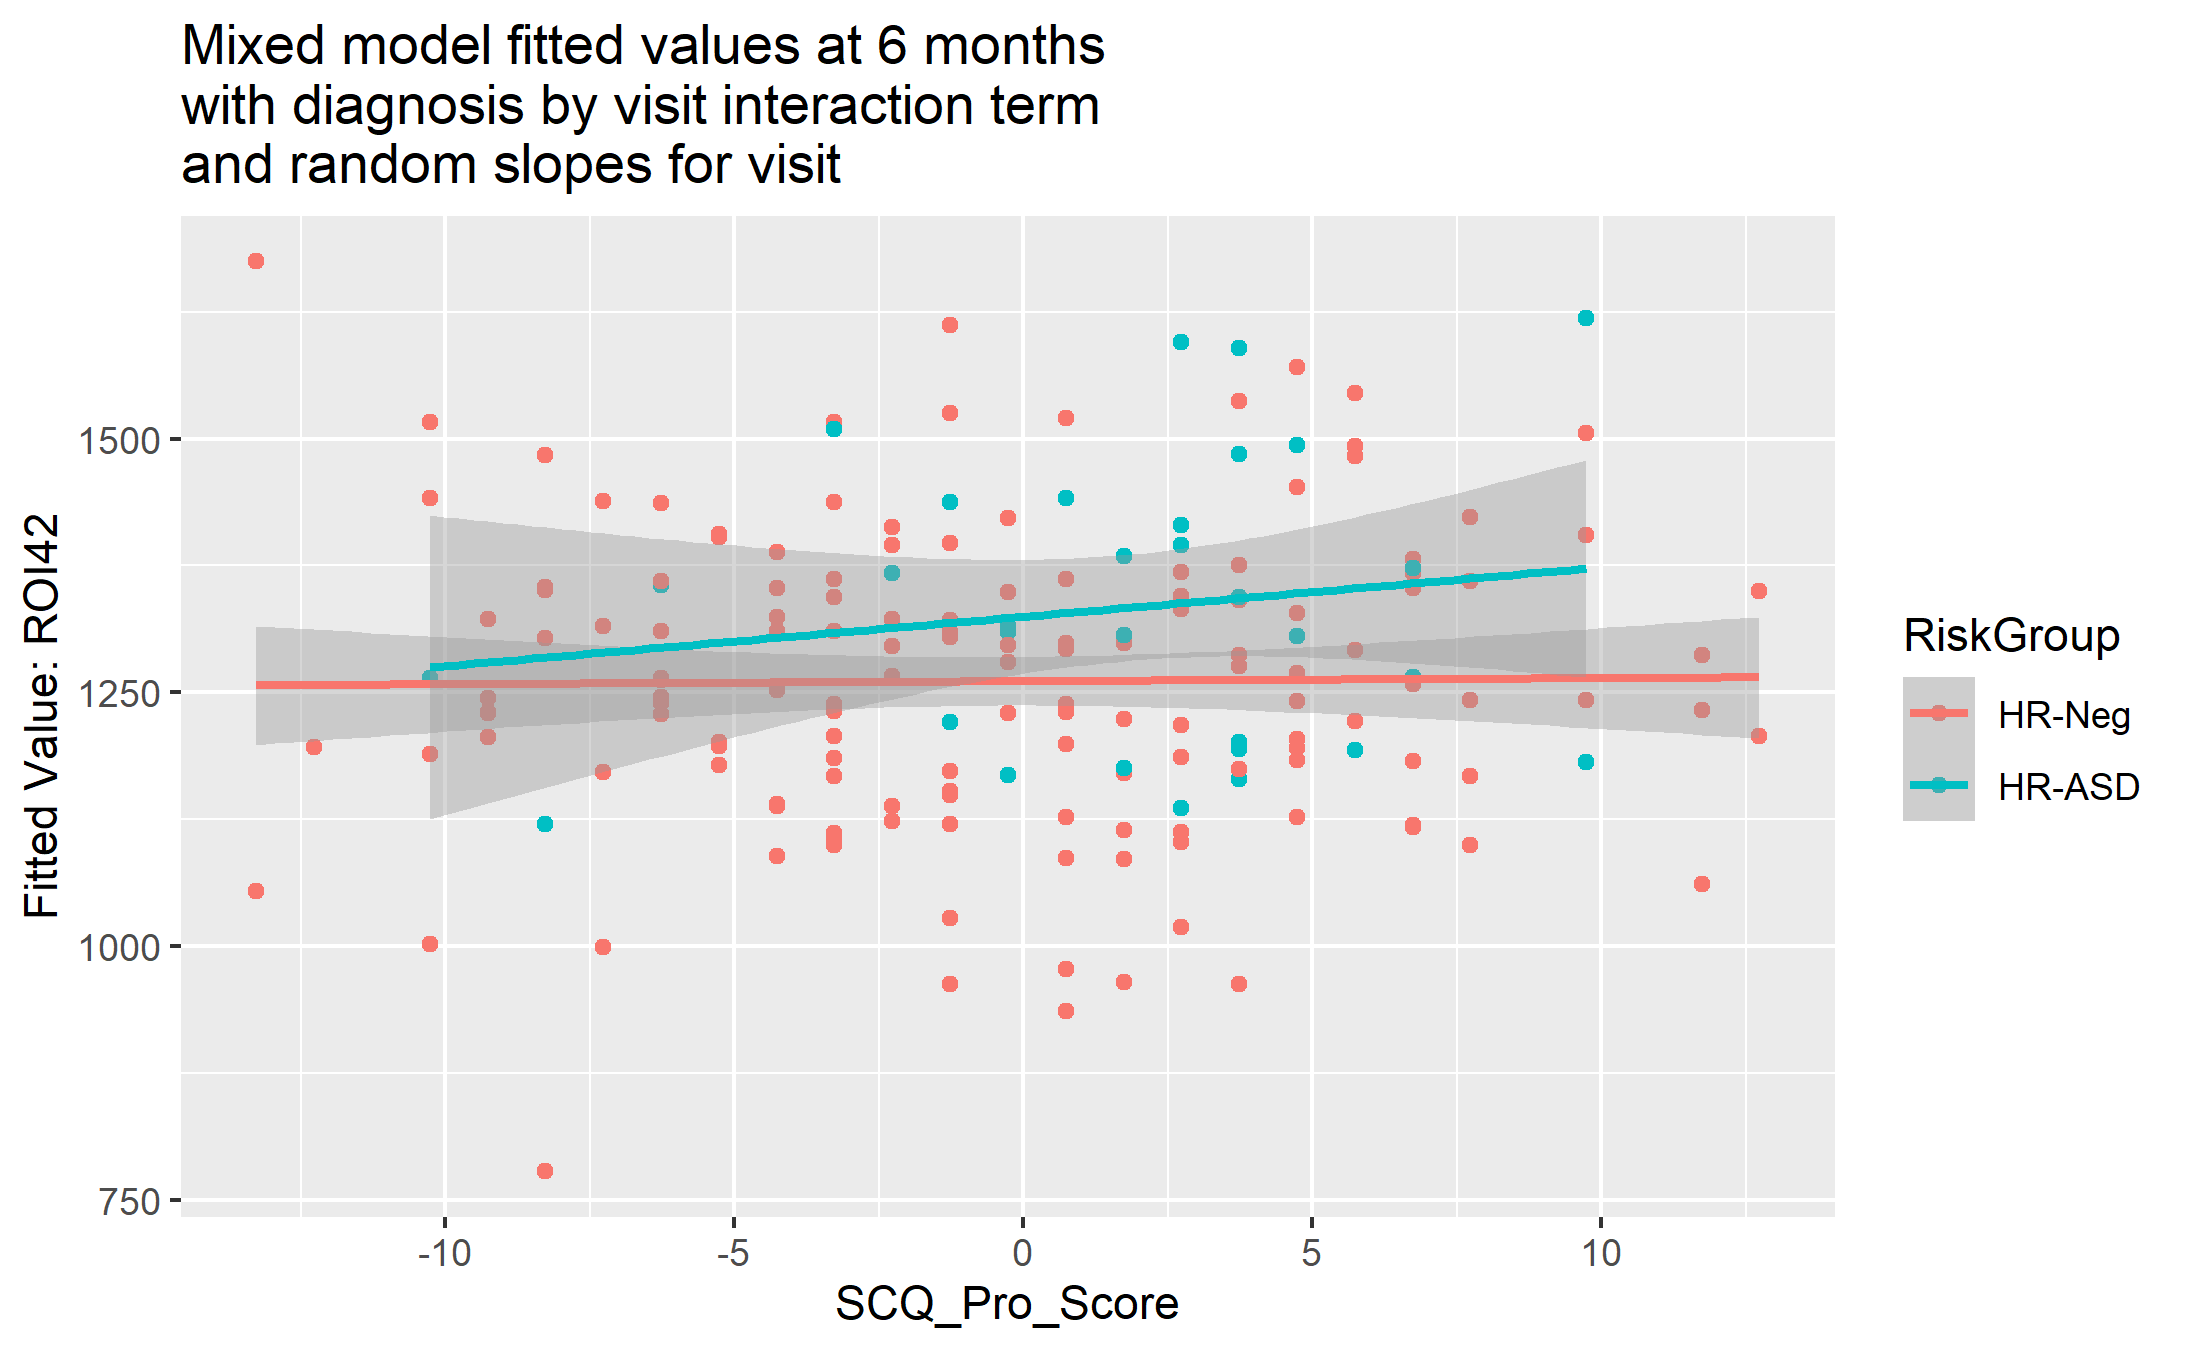 Mixed model fitted values at 6 months
with diagnosis by visit interaction term
and random slopes for visit
Fitted Value: ROI42
1500
1250
1000
750
-10
-5
0
5
10
SCQ_Pro_Score
RiskGroup
HR-Neg
HR-ASD